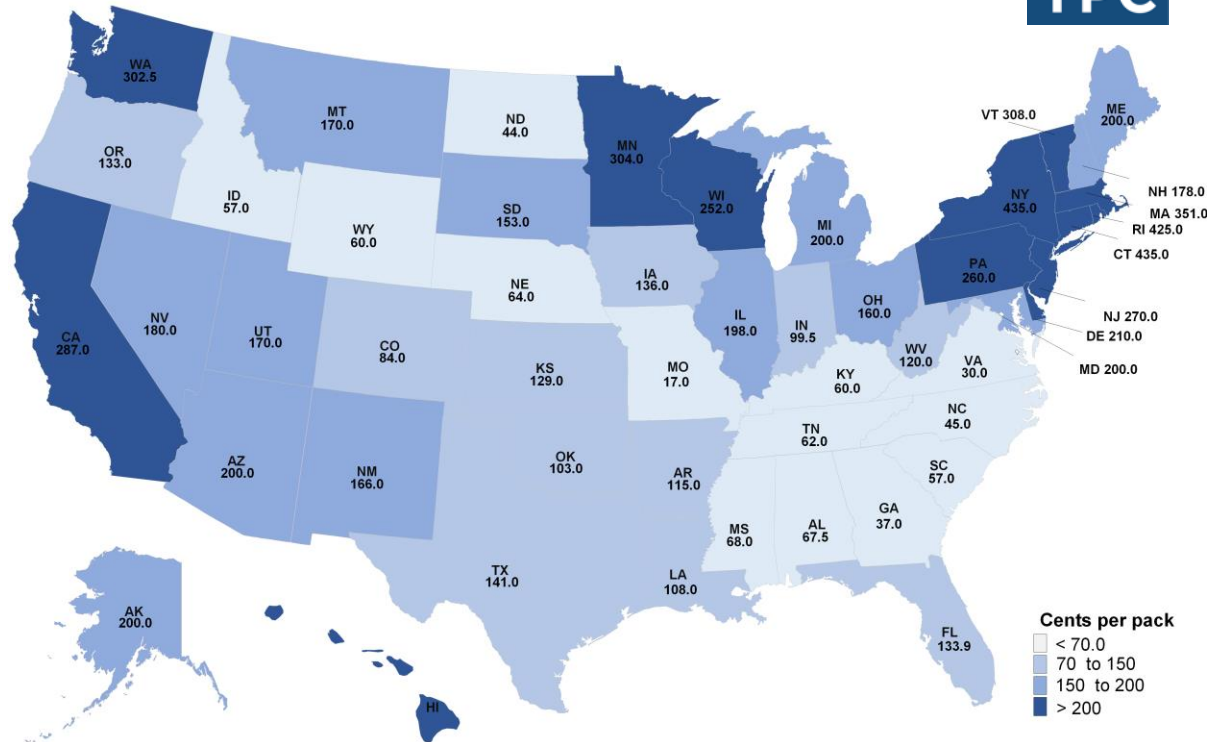 TPC
WA
302.5
MT
170.0
ND
44.0
MN
304.0
VT 308.0
ME
200.0
OR
133.0
ID
57.0
SD
153.0
WI
252.0
NY
435.0
NH 178.0
MA 351.0
RI 425.0
CT 435.0
WY
60.0
MI
200.0
IA
136.0
NE
64.0
PA
260.0
NJ 270.0
DE 210.0
MD 200.0
NV
180.0
UT
170.0
CA
287.0
CO
84.0
KS
129.0
MO
17.0
IL
198.0
IN
99.5
OH
160.0
WV
120.0
VA
30.0
KY
60.0
NC
45.0
TN
62.0
AZ
200.0
NM
166.0
OK
103.0
AR
115.0
SC
57.0
MS
68.0
AL
67.5
GA
37.0
TX
141.0
LA
108.0
AK
200.0
FL
133.9
HI
Cents per pack
< 70.0
70 to 150
150 to 200
> 200